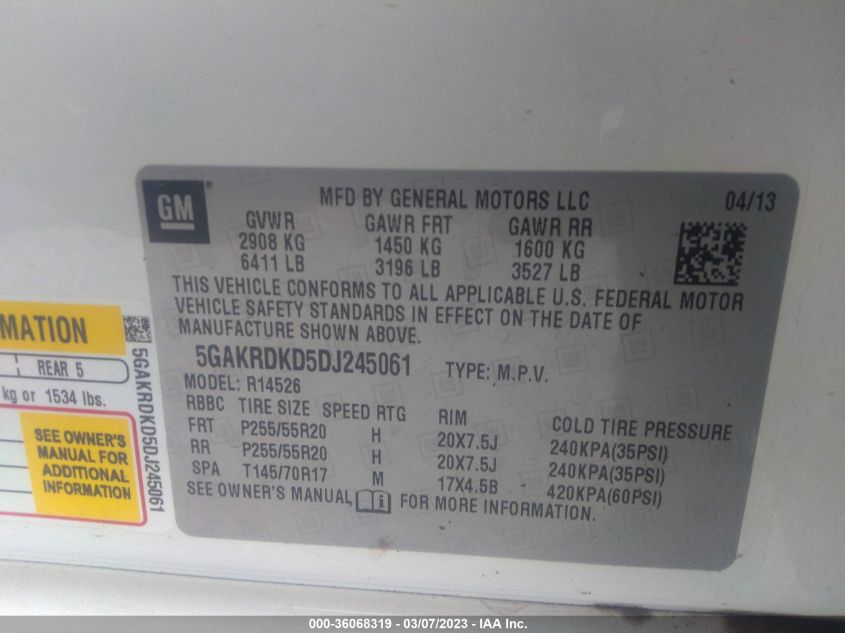 GM®
MFD BY GENERAL MOTORS LLC 04/13
GVWR GAWR FRT GAWR RR
2908 KG 1450 KG 1600 KG
6411 LB 3196 LB 3527 LB
THIS VEHICLE CONFORMS TO ALL APPLICABLE U.S. FEDERAL MOTOR
VEHICLE SAFETY STANDARDS IN EFFECT ON THE DATE OF
MANUFACTURE SHOWN ABOVE.
5GAKRDKD5DJ245061 TYPE: M.P.V.
MODEL: R14526
RBBC TIRE SIZE SPEED RTG RIM COLD TIRE PRESSURE
FRT P255/55R20 H 20X7.5J 240KPA(35PSI)
RR P255/55R20 H 20X7.5J 240KPA(35PSI)
SPA T145/70R17 M 17X4.5B 420KPA(60PSI)
SEE OWNER'S MANUAL FOR MORE INFORMATION.
MATION
REAR 5
kg or 1534 lbs.
SEE OWNER'S
MANUAL FOR
ADDITIONAL
INFORMATION
5GAKRDKD5DJ245061
000-36068319 - 03/07/2023 - IAA Inc.